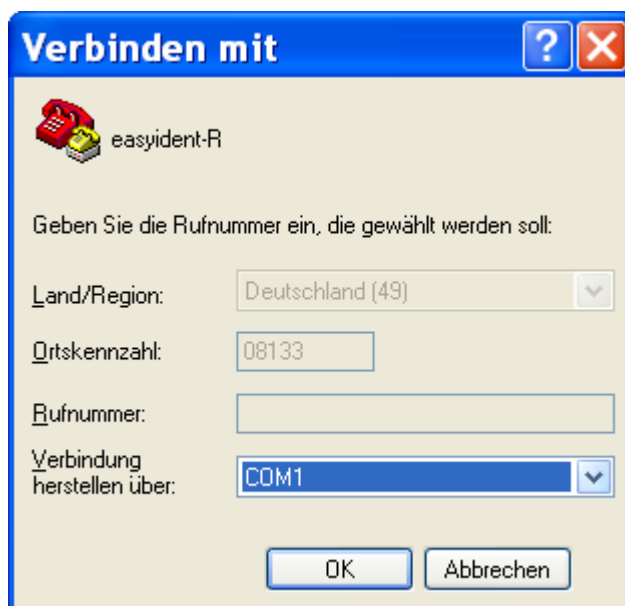 Verbinden mit
easyident-R
Geben Sie die Rufnummer ein, die gewählt werden soll:
Land/Region: Deutschland (49)
Ortskennzahl: 08133
Rufnummer:
Verbindung
herstellen über: COM1
OK Abbrechen